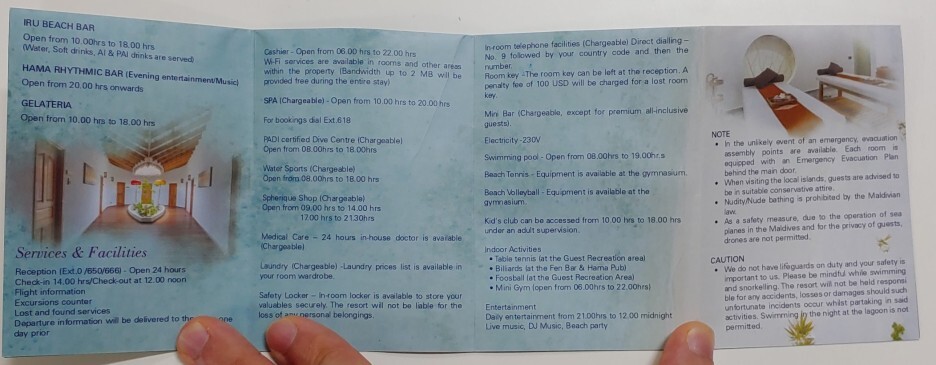 IRU BEACH BAR
Open from 10.00hrs to 18.00 hrs
(Water, Soft drinks, AI & PAI drinks are served)
HAMA RHYTHMIC BAR (Evening entertainment/Music)
Open from 20.00 hrs onwards
GELATERIA
Open from 10.00 hrs to 18.00 hrs
Services & Facilities
Reception (Ext.0 /650/666) - Open 24 hours
Check-in 14.00 hrs/Check-out at 12.00 noon
Flight information
Excursions counter
Lost and found services
Departure information will be delivered to the one
day prior
Cashier - Open from 06.00 hrs to 22.00 hrs
Wi-Fi services are available in rooms and other areas
within the property (Bandwidth up to 2 MB will be
provided free during the entire stay)
SPA (Chargeable) - Open from 10.00 hrs to 20.00 hrs
For bookings dial Ext.618
PADI certified Dive Centre (Chargeable)
Open from 08.00hrs to 18.00hrs
Water Sports (Chargeable)
Open from 08.00hrs to 18.00 hrs
Spherique Shop (Chargeable)
Open from 09.00 hrs to 14.00 hrs
17.00 hrs to 21.30hrs
Medical Care – 24 hours in-house doctor is available
(Chargeable)
Laundry (Chargeable) -Laundry prices list is available in
your room wardrobe.
Safety Locker – In-room locker is available to store your
valuables securely. The resort will not be liable for the
loss of any personal belongings.
In-room telephone facilities (Chargeable) Direct dialling –
No. 9 followed by your country code and then the
number.
Room key -The room key can be left at the reception. A
penalty fee of 100 USD will be charged for a lost room
key.
Mini Bar (Chargeable, except for premium all-inclusive
guests).
Electricity -230V
Swimming pool - Open from 08.00hrs to 19.00hr.s
Beach Tennis - Equipment is available at the gymnasium.
Beach Volleyball - Equipment is available at the
gymnasium.
Kid's club can be accessed from 10.00 hrs to 18.00 hrs
under an adult supervision.
Indoor Activities
• Table tennis (at the Guest Recreation area)
• Billiards (at the Fen Bar & Hama Pub)
• Foosball (at the Guest Recreation Area)
• Mini Gym (open from 06.00hrs to 22.00hrs)
Entertainment
Daily entertainment from 21.00hrs to 12.00 midnight
Live music, DJ Music, Beach party
NOTE
• In the unlikely event of an emergency, evacuation
assembly points are available. Each room is
equipped with an Emergency Evacuation Plan
behind the main door.
• When visiting the local islands, guests are advised to
be in suitable conservative attire.
• Nudity/Nude bathing is prohibited by the Maldivian
law.
• As a safety measure, due to the operation of sea
planes in the Maldives and for the privacy of guests,
drones are not permitted.
CAUTION
• We do not have lifeguards on duty and your safety is
important to us. Please be mindful while swimming
and snorkelling. The resort will not be held responsi
ble for any accidents, losses or damages should such
unfortunate incidents occur whilst partaking in said
activities. Swimming in the night at the lagoon is not
permitted.